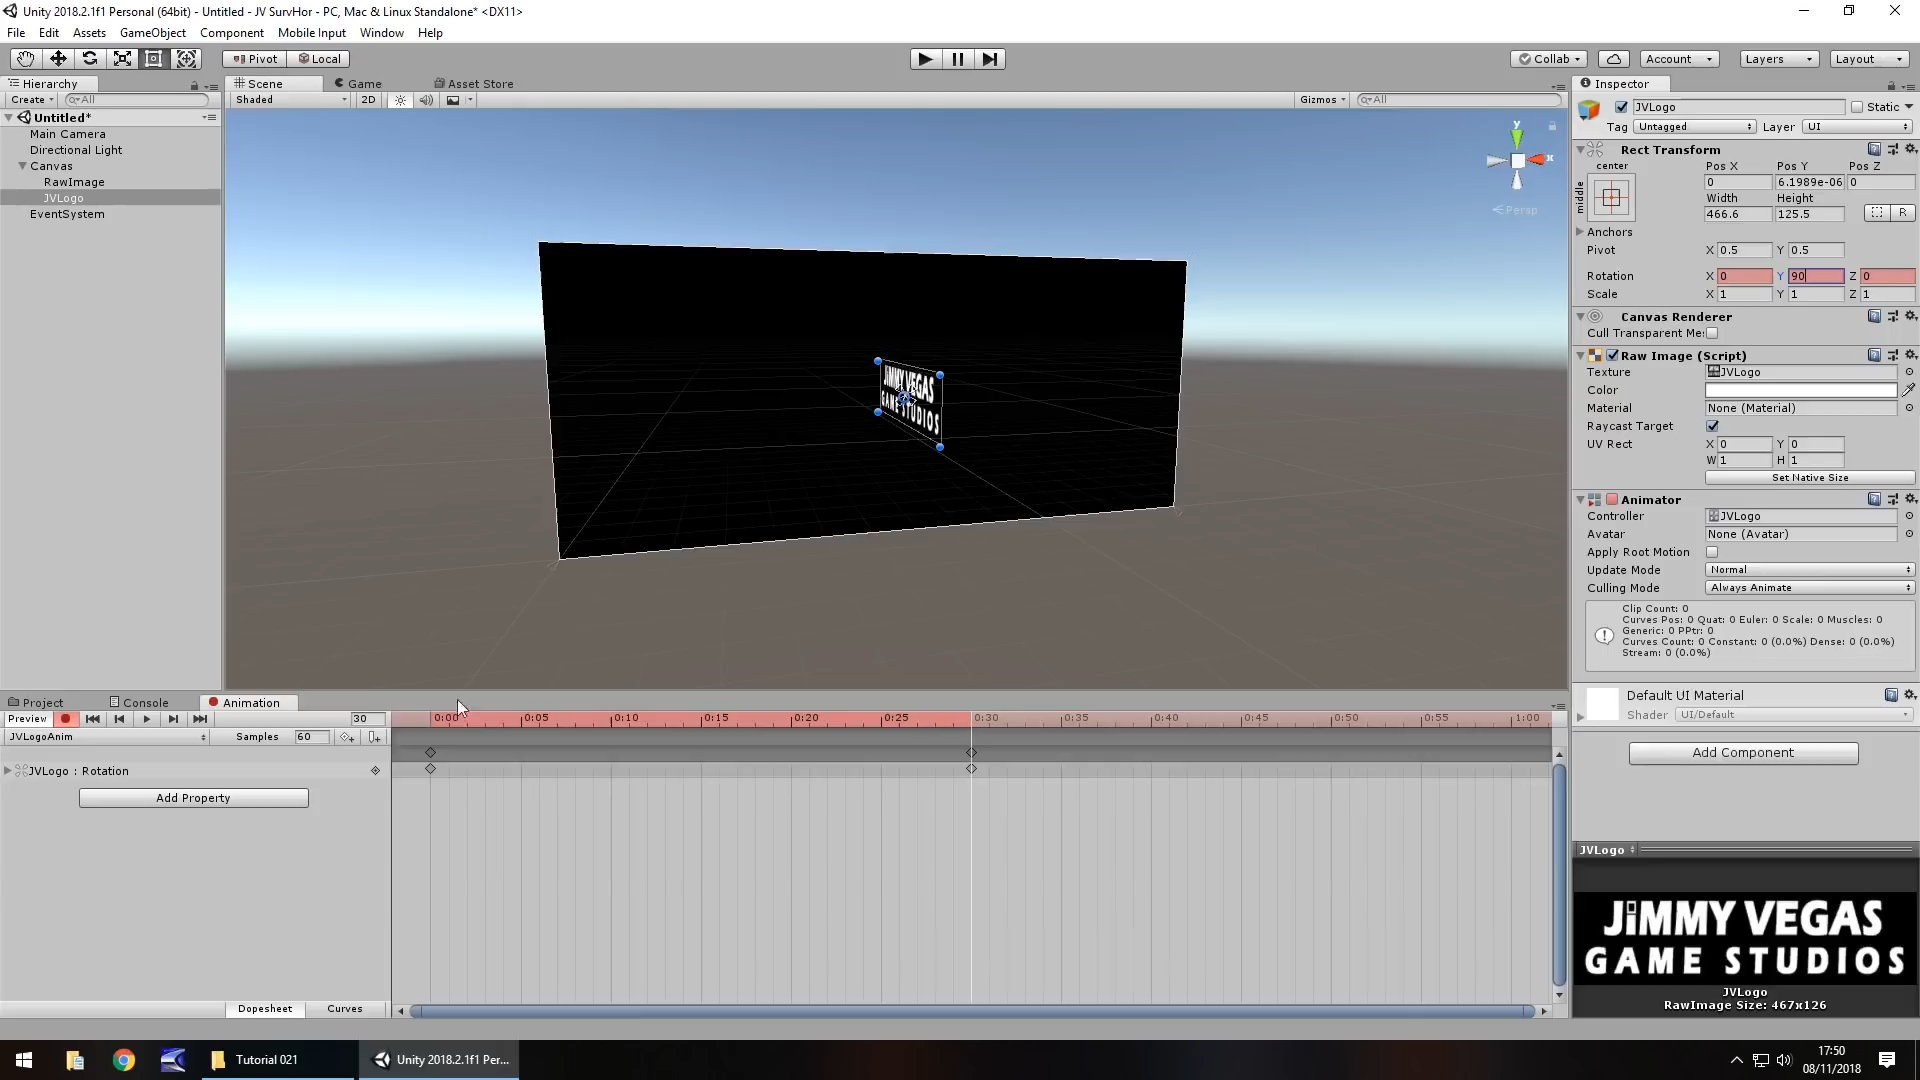 Unity 2018.2.1f1 Personal (64bit) - Untitled - JV SurvHor - PC, Mac & Linux Standalone* <DX11>
File Edit Assets GameObject Component Mobile Input Window Help
Pivot Local Collab Account Layers Layout
Hierarchy Scene Game Asset Store Inspector
Create All Shaded 2D Gizmos All
Untitled*
Main Camera
Directional Light
Canvas
RawImage
JVLogo
EventSystem
y
x
Persp
JIMMY VEGAS
GAME STUDIOS
JVLogo Static
Tag Untagged Layer UI
Rect Transform
center Pos X Pos Y Pos Z
middle 0 6.1989e-06 0
Width Height
466.6 125.5 R
Anchors
Pivot X 0.5 Y 0.5
Rotation X 0 Y 90 Z 0
Scale X 1 Y 1 Z 1
Canvas Renderer
Cull Transparent Me:
Raw Image (Script)
Texture JVLogo
Color
Material None (Material)
Raycast Target
UV Rect X 0 Y 0
W 1 H 1
Set Native Size
Animator
Controller JVLogo
Avatar None (Avatar)
Apply Root Motion
Update Mode Normal
Culling Mode Always Animate
Clip Count: 0
Curves Pos: 0 Quat: 0 Euler: 0 Scale: 0 Muscles: 0
Generic: 0 PPtr: 0
Curves Count: 0 Constant: 0 (0.0%) Dense: 0 (0.0%)
Stream: 0 (0.0%)
Default UI Material
Shader UI/Default
Add Component
JVLogo
JIMMY VEGAS
GAME STUDIOS
JVLogo
RawImage Size: 467x126
Project Console Animation
Preview 30 0:00 0:05 0:10 0:15 0:20 0:25 0:30 0:35 0:40 0:45 0:50 0:55 1:00
JVLogoAnim Samples 60
JVLogo : Rotation
Add Property
Dopesheet Curves
Tutorial 021 Unity 2018.2.1f1 Per...
17:50
08/11/2018